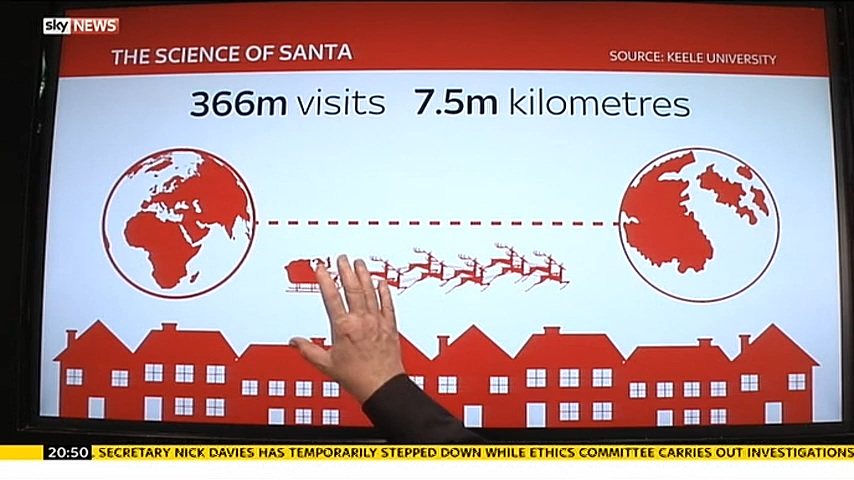 sky NEWS
THE SCIENCE OF SANTA
SOURCE: KEELE UNIVERSITY
366m visits 7.5m kilometres
20:50 SECRETARY NICK DAVIES HAS TEMPORARILY STEPPED DOWN WHILE ETHICS COMMITTEE CARRIES OUT INVESTIGATIONS